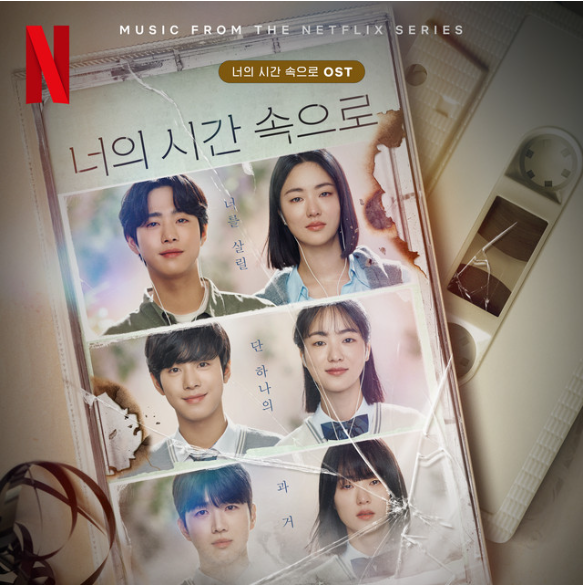 MUSIC FROM THE NETFLIX SERIES
N
너의 시간 속으로 OST
너의 시간 속으로
너를 살릴
단 하나의
과거